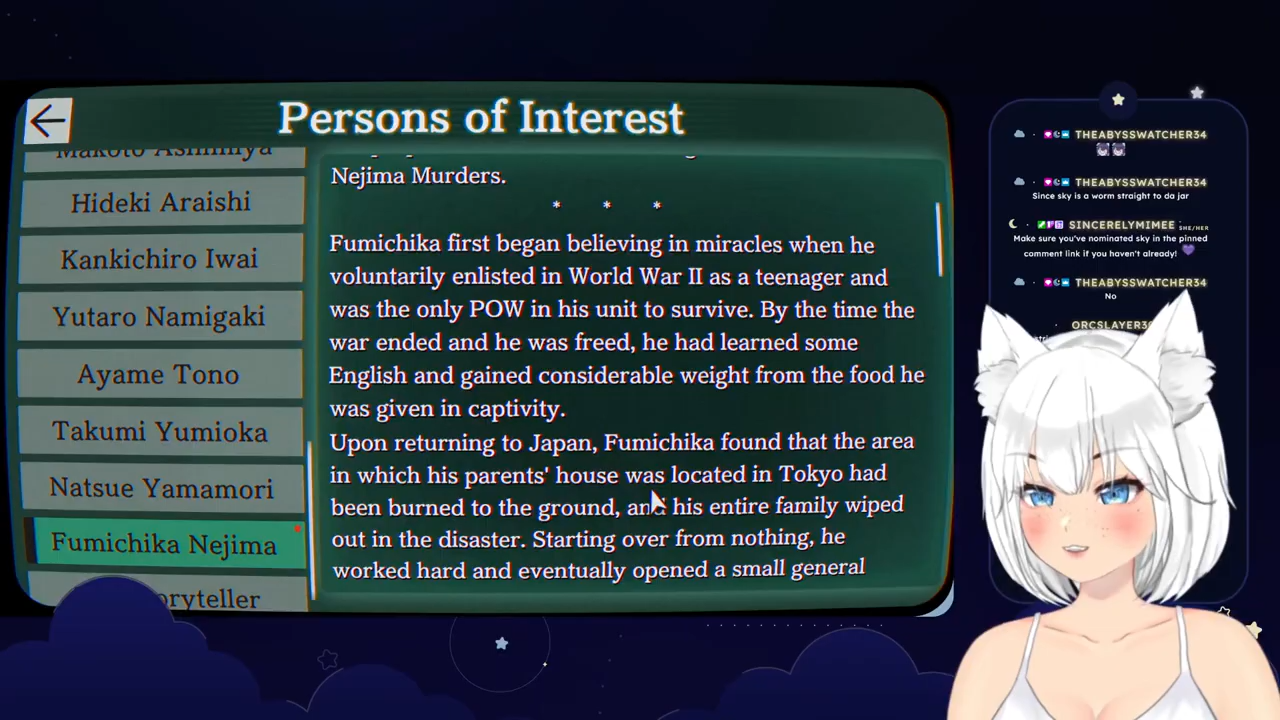 Persons of Interest
Makoto Ashimiya
Hideki Araishi
Kankichiro Iwai
Yutaro Namigaki
Ayame Tono
Takumi Yumioka
Natsue Yamamori
Fumichika Nejima
Nejima Murders.
* * *
Fumichika first began believing in miracles when he
voluntarily enlisted in World War II as a teenager and
was the only POW in his unit to survive. By the time the
war ended and he was freed, he had learned some
English and gained considerable weight from the food he
was given in captivity.
Upon returning to Japan, Fumichika found that the area
in which his parents' house was located in Tokyo had
been burned to the ground, and his entire family wiped
out in the disaster. Starting over from nothing, he
worked hard and eventually opened a small general
THEABYSSWATCHER34
THEABYSSWATCHER34
Since sky is a worm straight to da jar
SINCERELYMIMEE SHE/HER
Make sure you've nominated sky in the pinned
comment link if you haven't already!
THEABYSSWATCHER34
No